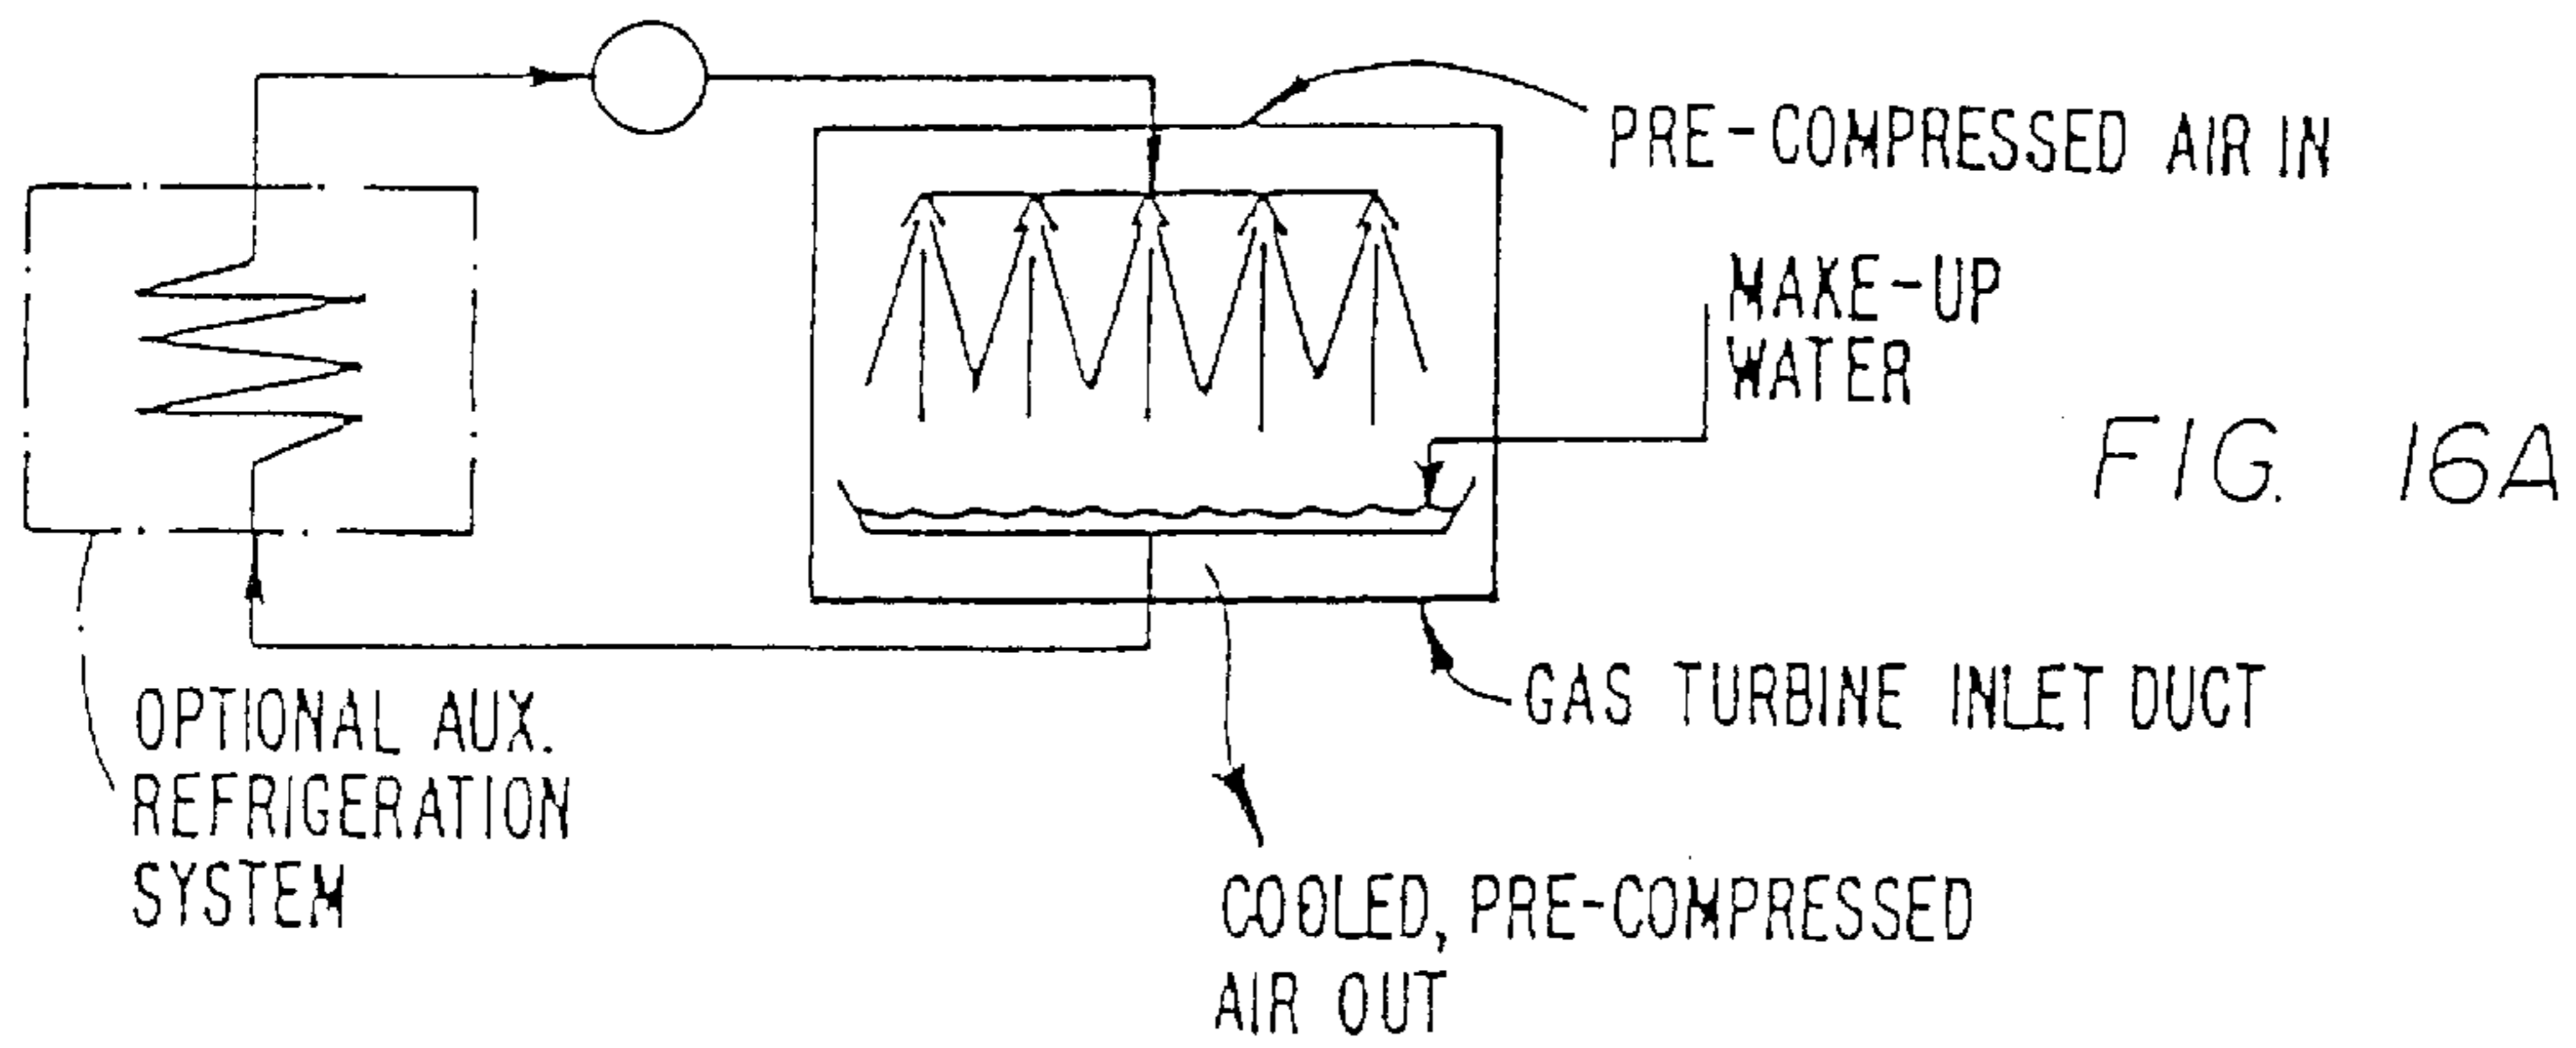 PRE-COMPRESSED AIR IN
MAKE-UP
WATER
FIG. 16A
GAS TURBINE INLET DUCT
OPTIONAL AUX.
REFRIGERATION
SYSTEM
COOLED, PRE-COMPRESSED
AIR OUT